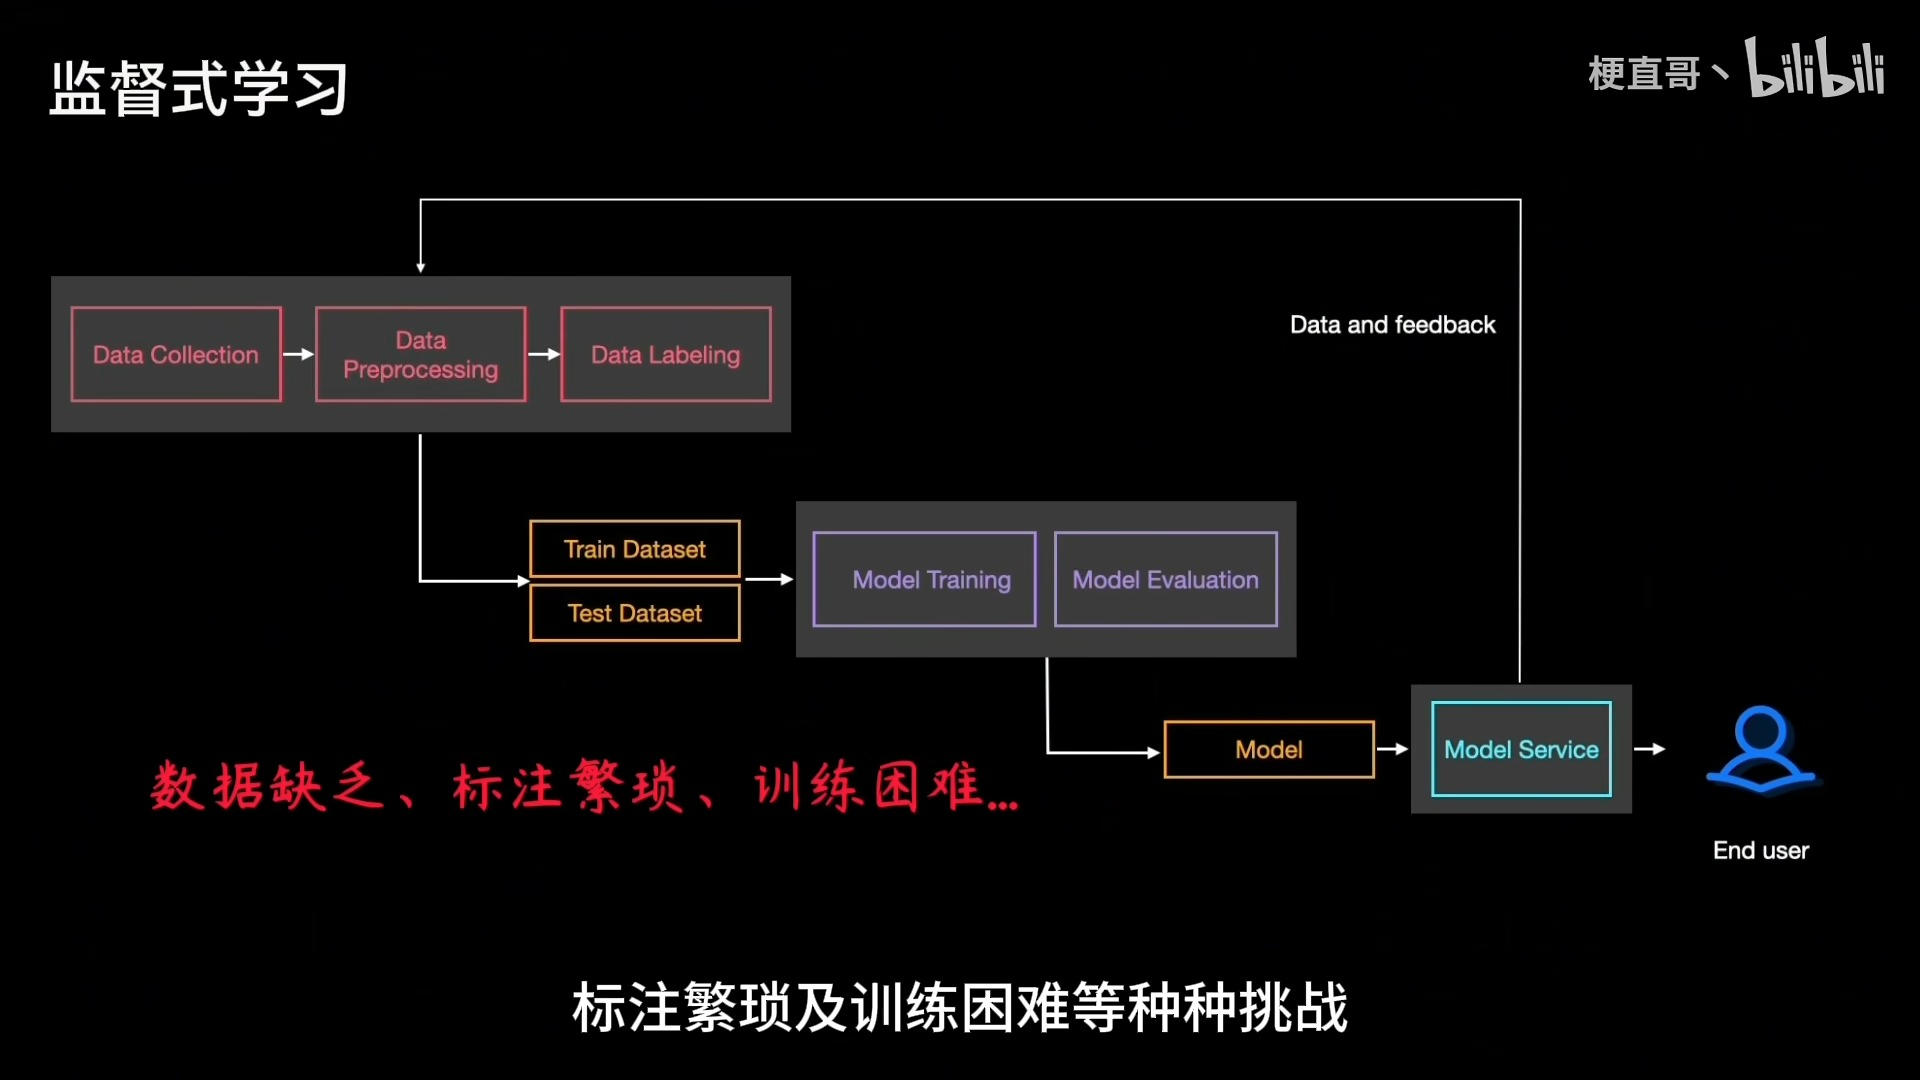 监督式学习
梗直哥丶 bilibili
Data and feedback
Data Collection
Data
Preprocessing
Data Labeling
Train Dataset
Test Dataset
Model Training
Model Evaluation
Model
Model Service
End user
数据缺乏、标注繁琐、训练困难...
标注繁琐及训练困难等种种挑战